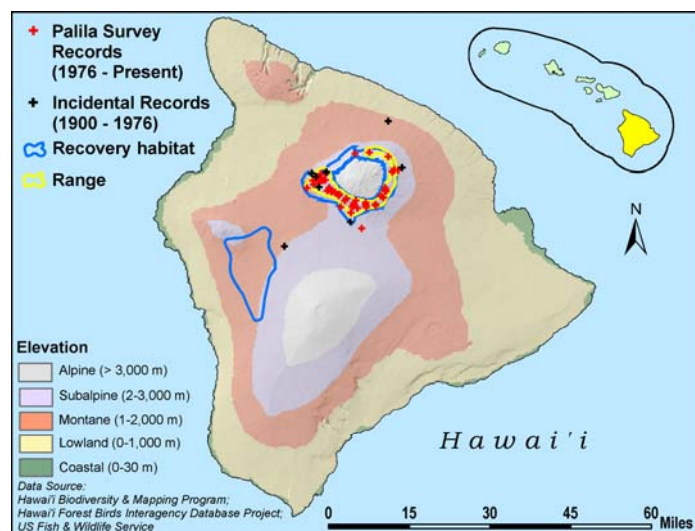 Palila Survey
Records
(1976 - Present)
Incidental Records
(1900 - 1976)
Recovery habitat
Range
N
Elevation
Alpine (> 3,000 m)
Subalpine (2-3,000 m)
Montane (1-2,000 m)
Lowland (0-1,000 m)
Coastal (0-30 m)
Hawai'i
Data Source:
Hawai'i Biodiversity & Mapping Program;
Hawai'i Forest Birds Interagency Database Project;
US Fish & Wildlife Service
0 15 30 45 60
Miles